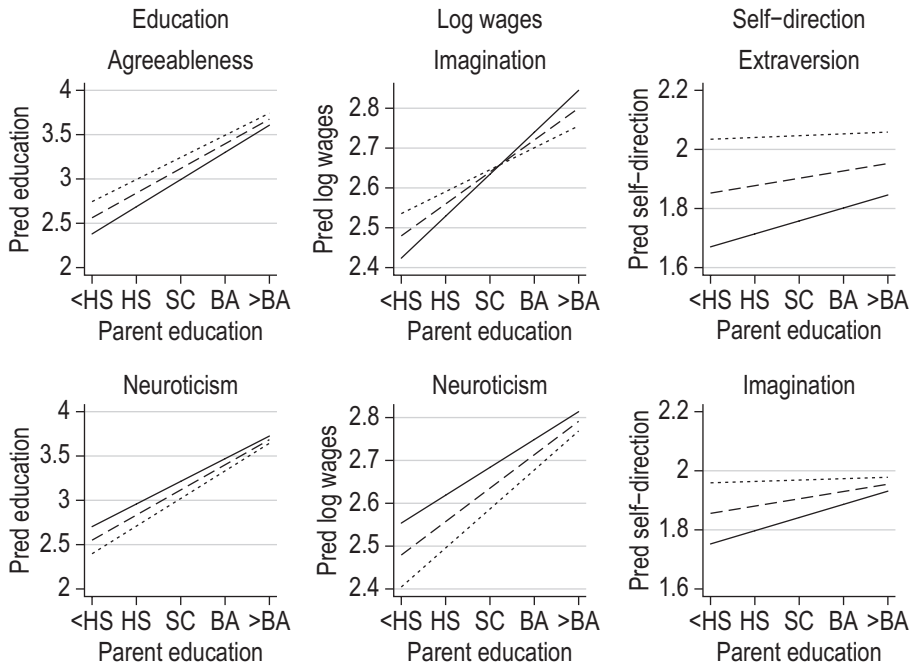 Education Log wages Self−direction
Agreeableness Imagination Extraversion
Pred education
4
3.5
3
2.5
2
<HS HS SC BA >BA
Parent education
Pred log wages
2.8
2.7
2.6
2.5
2.4
<HS HS SC BA >BA
Parent education
Pred self−direction
2.2
2
1.8
1.6
<HS HS SC BA >BA
Parent education
Neuroticism Neuroticism Imagination
Pred education
4
3.5
3
2.5
2
<HS HS SC BA >BA
Parent education
Pred log wages
2.8
2.7
2.6
2.5
2.4
<HS HS SC BA >BA
Parent education
Pred self−direction
2.2
2
1.8
1.6
<HS HS SC BA >BA
Parent education